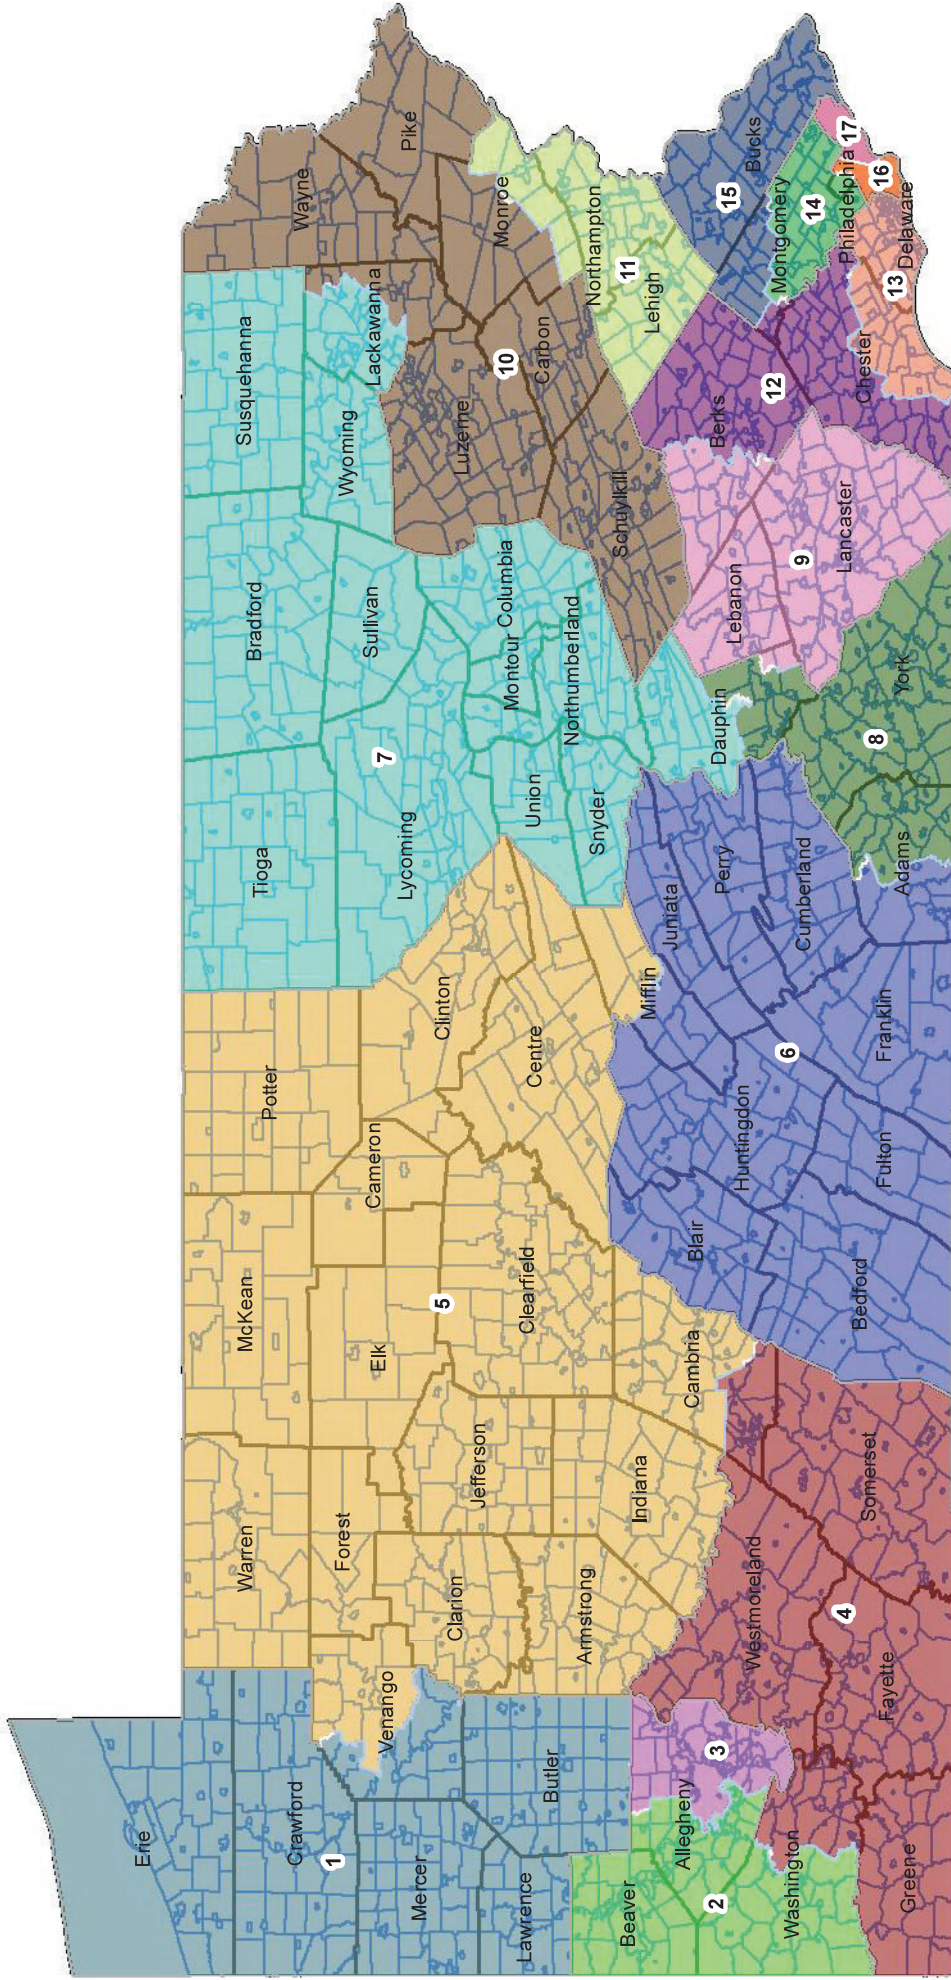 Erie
Crawford
1
Mercer
Lawrence
Venango
Butler
Warren
Forest
McKean
Elk
Cameron
Potter
Clarion
Jefferson
5
Clearfield
Clinton
Centre
Armstrong
Indiana
Cambria
Mifflin
Tioga
Bradford
Susquehanna
Wayne
Lycoming
7
Sullivan
Wyoming
Lackawanna
Pike
Union
Montour
Columbia
Luzerne
10
Monroe
Snyder
Northumberland
Carbon
Schuylkill
Northampton
11
Lehigh
Beaver
2
Allegheny
3
Washington
Westmoreland
4
Greene
Fayette
Somerset
Blair
Huntingdon
Juniata
Perry
6
Cumberland
Bedford
Fulton
Franklin
Dauphin
Lebanon
9
Lancaster
Adams
8
York
Berks
12
Chester
15
Bucks
Montgomery
14
Philadelphia
17
16
13
Delaware